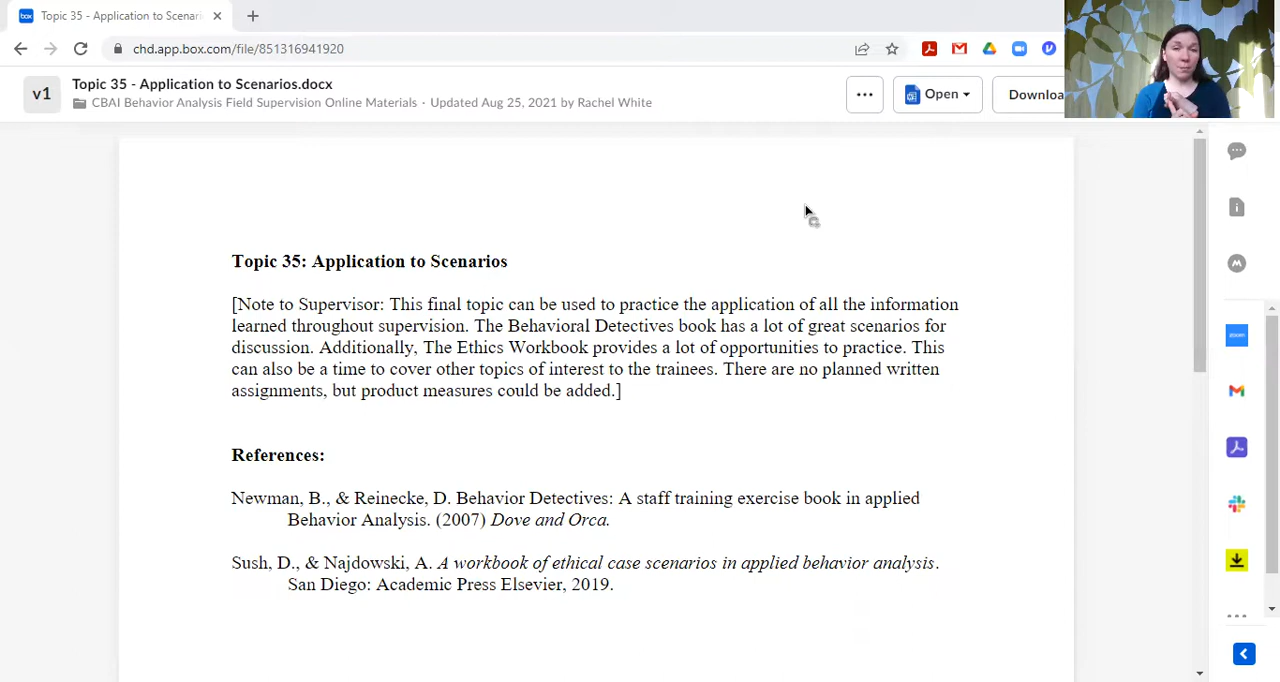 box Topic 35 - Application to Scenari
chd.app.box.com/file/851316941920
v1 Topic 35 - Application to Scenarios.docx
CBAI Behavior Analysis Field Supervision Online Materials · Updated Aug 25, 2021 by Rachel White
Open
Downloa
Topic 35: Application to Scenarios
[Note to Supervisor: This final topic can be used to practice the application of all the information
learned throughout supervision. The Behavioral Detectives book has a lot of great scenarios for
discussion. Additionally, The Ethics Workbook provides a lot of opportunities to practice. This
can also be a time to cover other topics of interest to the trainees. There are no planned written
assignments, but product measures could be added.]
References:
Newman, B., & Reinecke, D. Behavior Detectives: A staff training exercise book in applied
Behavior Analysis. (2007) Dove and Orca.
Sush, D., & Najdowski, A. A workbook of ethical case scenarios in applied behavior analysis.
San Diego: Academic Press Elsevier, 2019.